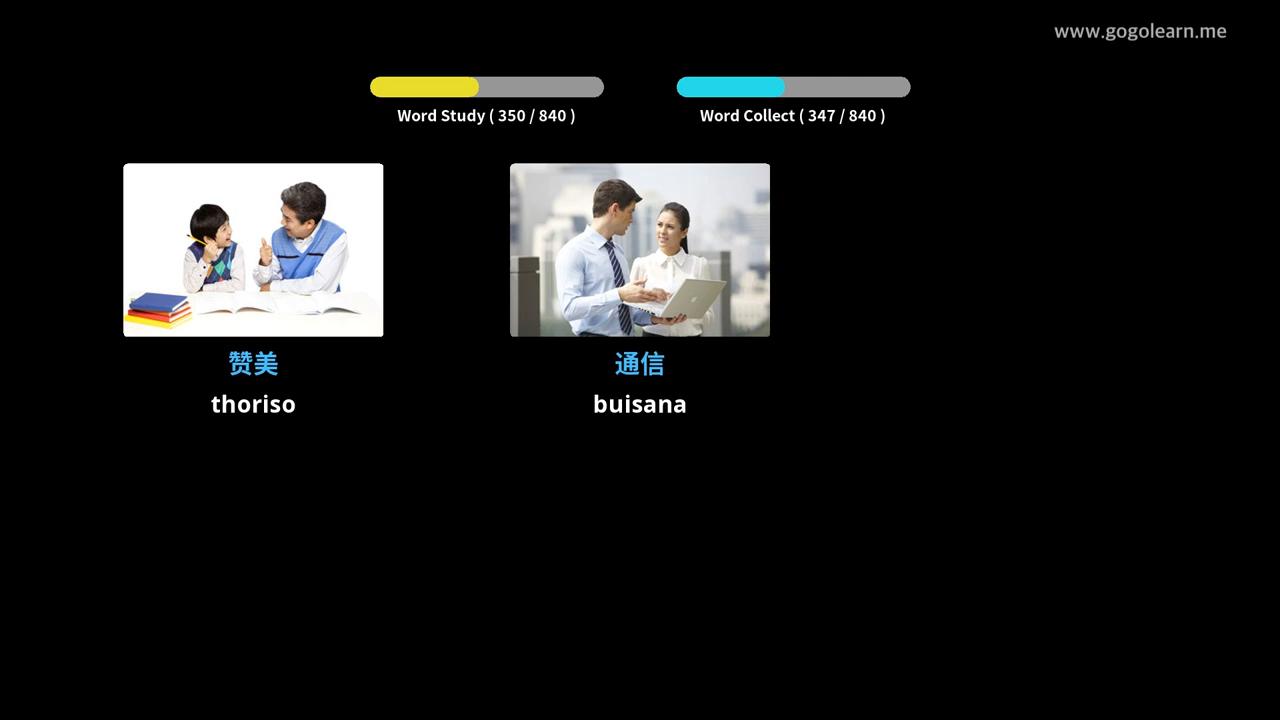 www.gogolearn.me
Word Study ( 350 / 840 )
Word Collect ( 347 / 840 )
赞美
thoriso
通信
buisana